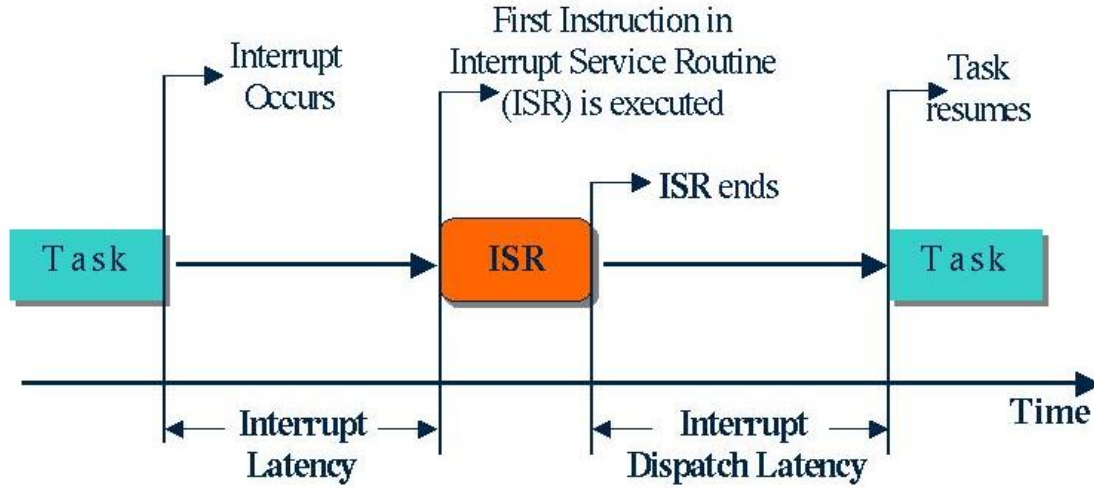 Interrupt
Occurs
First Instruction in
Interrupt Service Routine
(ISR) is executed
Task
resumes
ISR ends
Task
ISR
Task
Time
Interrupt
Latency
Interrupt
Dispatch Latency